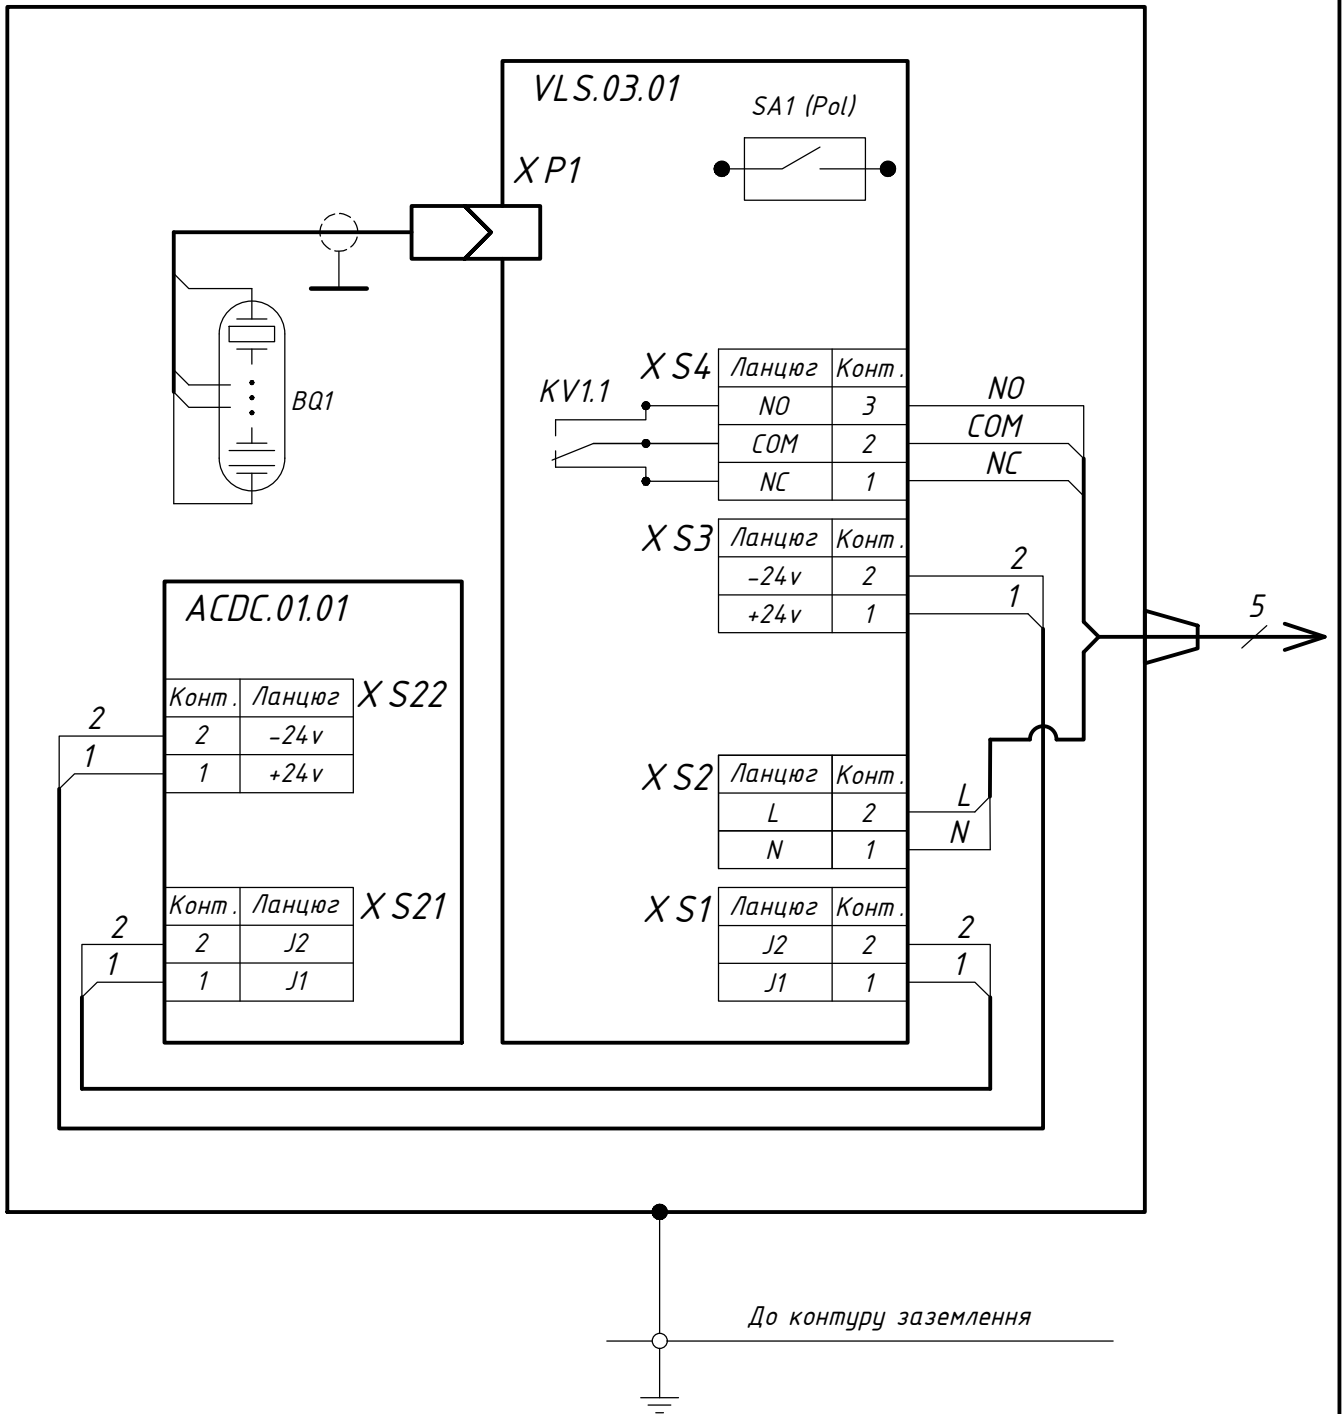 VLS.03.01
SA1 (Pol)
XP1
BQ1
KV1.1
XS4
Ланцюг Конт.
NO 3
COM 2
NC 1
NO
COM
NC
XS3
Ланцюг Конт.
-24v 2
+24v 1
2
1
5
ACDC.01.01
XS22
Конт. Ланцюг
2 -24v
1 +24v
2
1
XS2
Ланцюг Конт.
L 2
N 1
L
N
XS21
Конт. Ланцюг
2 J2
1 J1
2
1
XS1
Ланцюг Конт.
J2 2
J1 1
2
1
До контуру заземлення